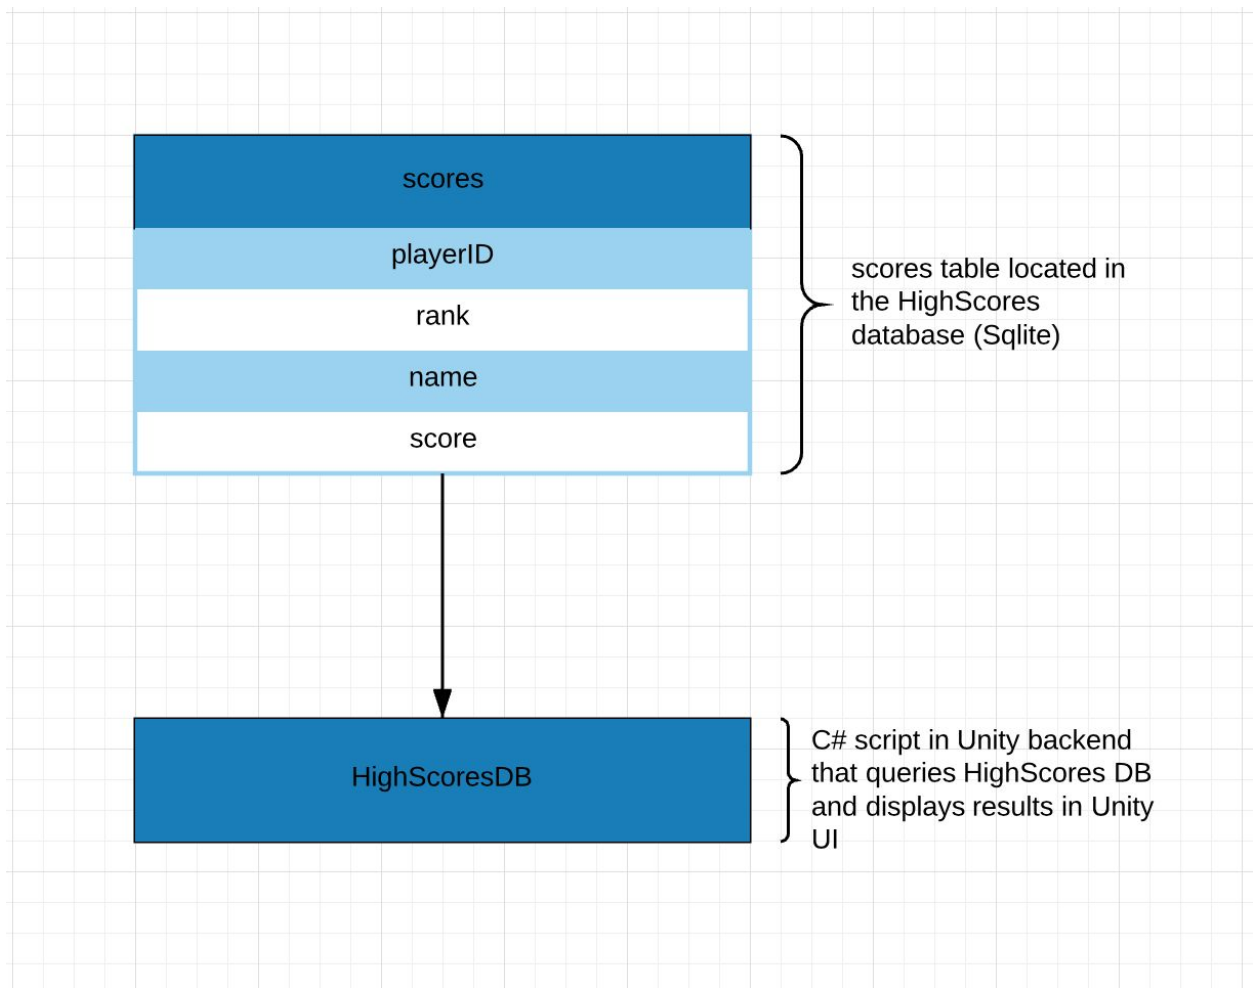 scores
playerID
rank
name
score
scores table located in
the HighScores
database (Sqlite)
HighScoresDB
C# script in Unity backend
that queries HighScores DB
and displays results in Unity
UI